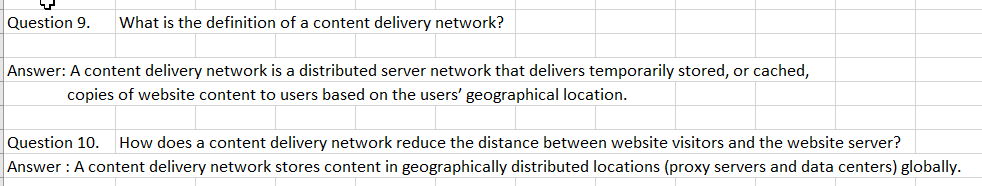 Question 9. What is the definition of a content delivery network?
Answer: A content delivery network is a distributed server network that delivers temporarily stored, or cached,
copies of website content to users based on the users’ geographical location.
Question 10. How does a content delivery network reduce the distance between website visitors and the website server?
Answer : A content delivery network stores content in geographically distributed locations (proxy servers and data centers) globally.